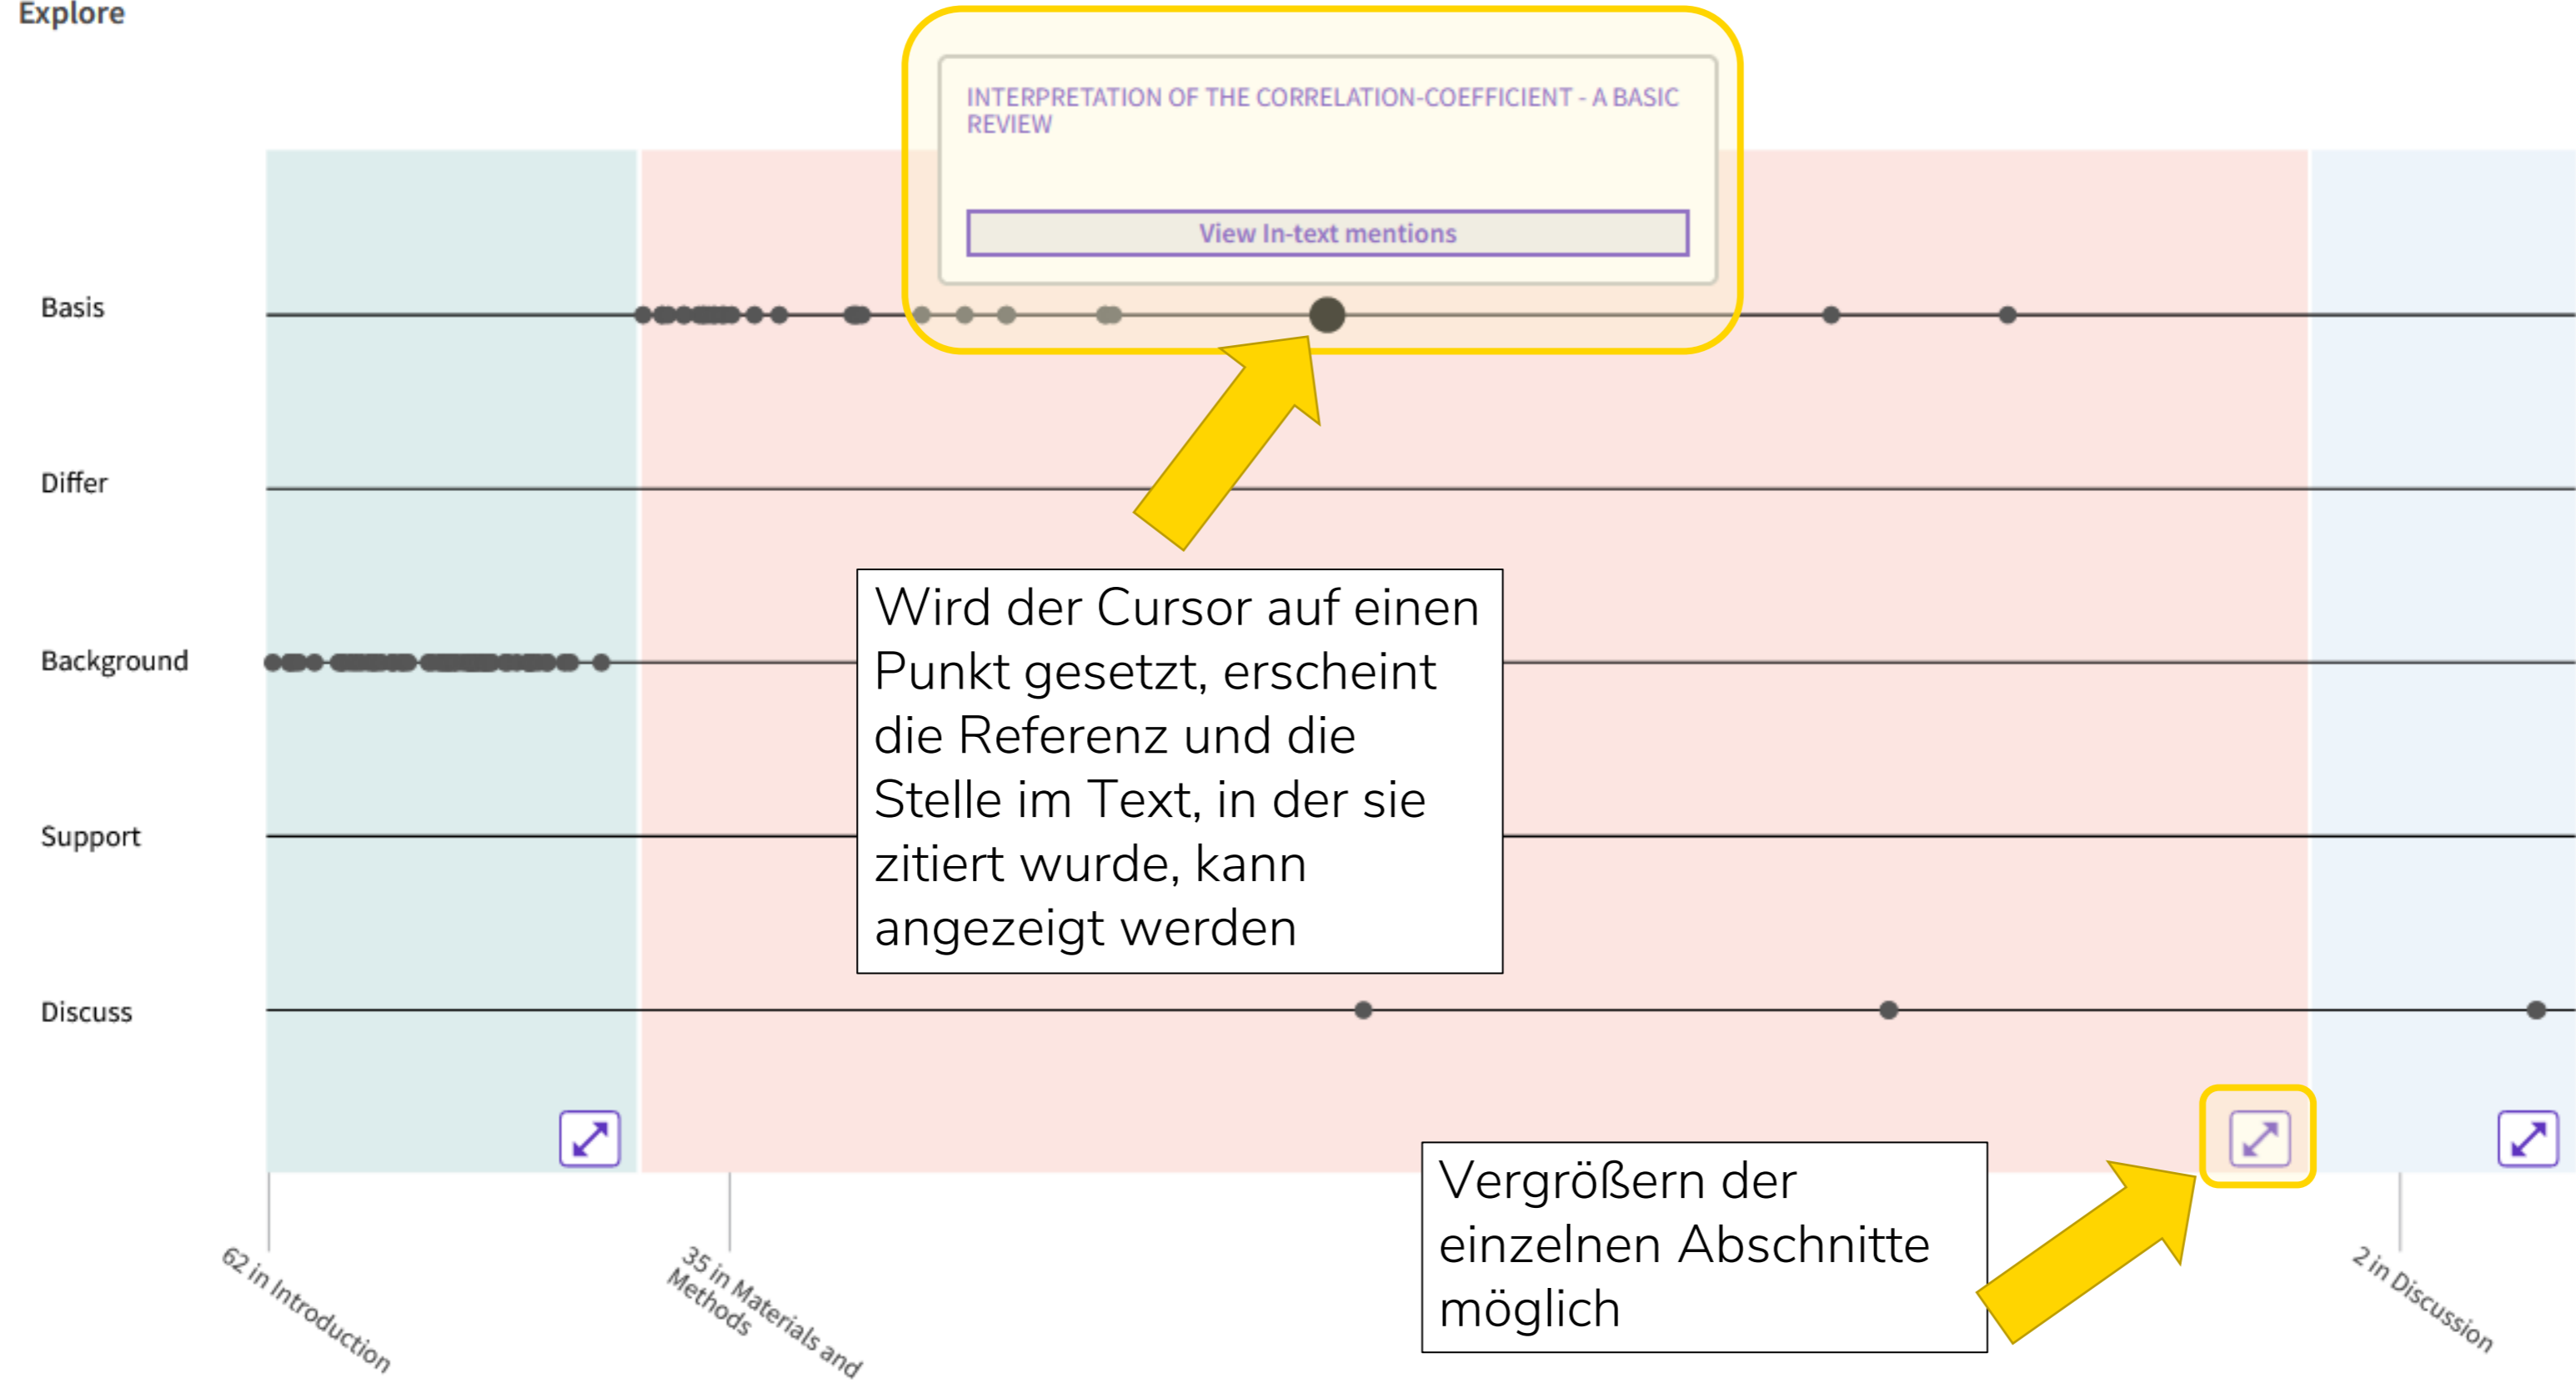 Explore
INTERPRETATION OF THE CORRELATION-COEFFICIENT - A BASIC
REVIEW
View In-text mentions
Basis
Differ
Background
Support
Discuss
Wird der Cursor auf einen
Punkt gesetzt, erscheint
die Referenz und die
Stelle im Text, in der sie
zitiert wurde, kann
angezeigt werden
Vergrößern der
einzelnen Abschnitte
möglich
62 in Introduction
35 in Materials and
Methods
2 in Discussion